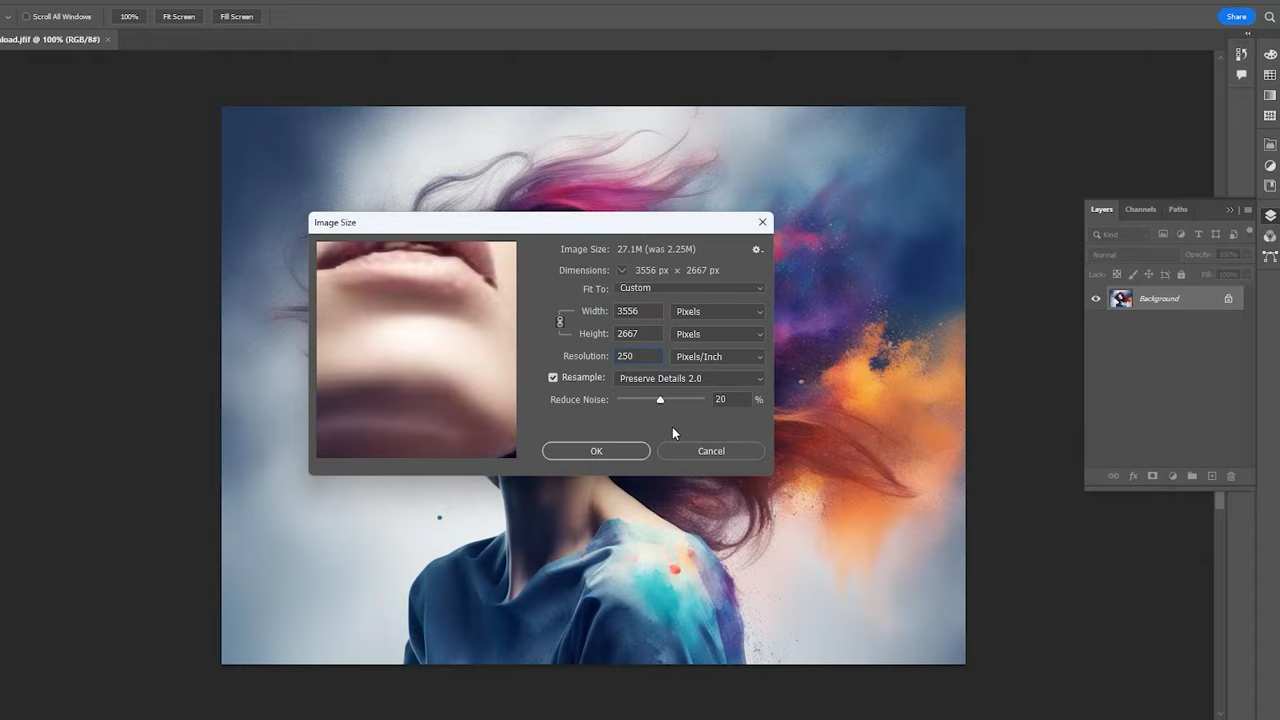 Scroll All Windows 100% Fit Screen Fill Screen Share
load.jfif @ 100% (RGB/8#) ×
Image Size
Image Size: 27.1M (was 2.25M)
Dimensions: 3556 px × 2667 px
Fit To: Custom
Width: 3556 Pixels
Height: 2667 Pixels
Resolution: 250 Pixels/Inch
Resample: Preserve Details 2.0
Reduce Noise: 20 %
OK Cancel
Layers Channels Paths
Kind
Normal Opacity: 100%
Lock: Fill: 100%
Background
fx